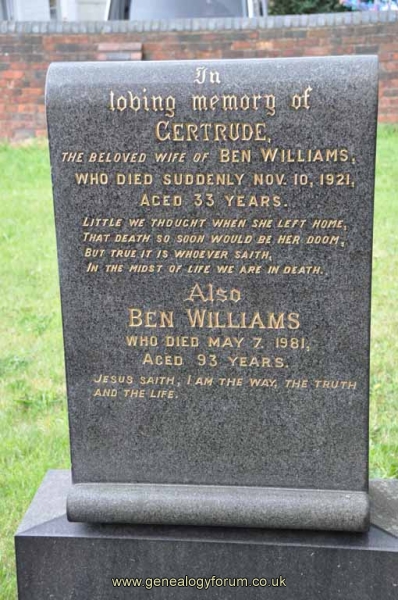 In
loving memory of
GERTRUDE,
THE BELOVED WIFE OF BEN WILLIAMS,
WHO DIED SUDDENLY NOV. 10, 1921,
AGED 33 YEARS.
LITTLE WE THOUGHT WHEN SHE LEFT HOME,
THAT DEATH SO SOON WOULD BE HER DOOM,
BUT TRUE IT IS WHOEVER SAITH,
IN THE MIDST OF LIFE WE ARE IN DEATH.
Also
BEN WILLIAMS
WHO DIED MAY 7, 1981,
AGED 93 YEARS.
JESUS SAITH, I AM THE WAY, THE TRUTH
AND THE LIFE.
www.genealogyforum.co.uk